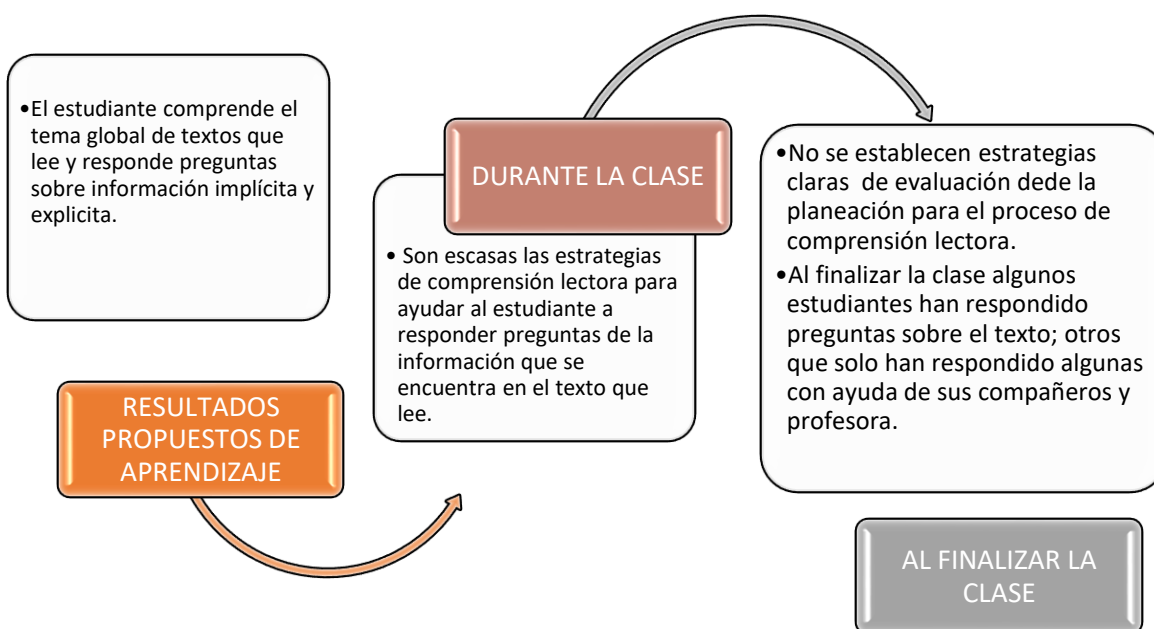 •El estudiante comprende el
tema global de textos que
lee y responde preguntas
sobre información implícita y
explicita.
RESULTADOS
PROPUESTOS DE
APRENDIZAJE
DURANTE LA CLASE
• Son escasas las estrategias
de comprensión lectora para
ayudar al estudiante a
responder preguntas de la
información que se
encuentra en el texto que
lee.
•No se establecen estrategias
claras de evaluación dede la
planeación para el proceso de
comprensión lectora.
•Al finalizar la clase algunos
estudiantes han respondido
preguntas sobre el texto; otros
que solo han respondido algunas
con ayuda de sus compañeros y
profesora.
AL FINALIZAR LA
CLASE